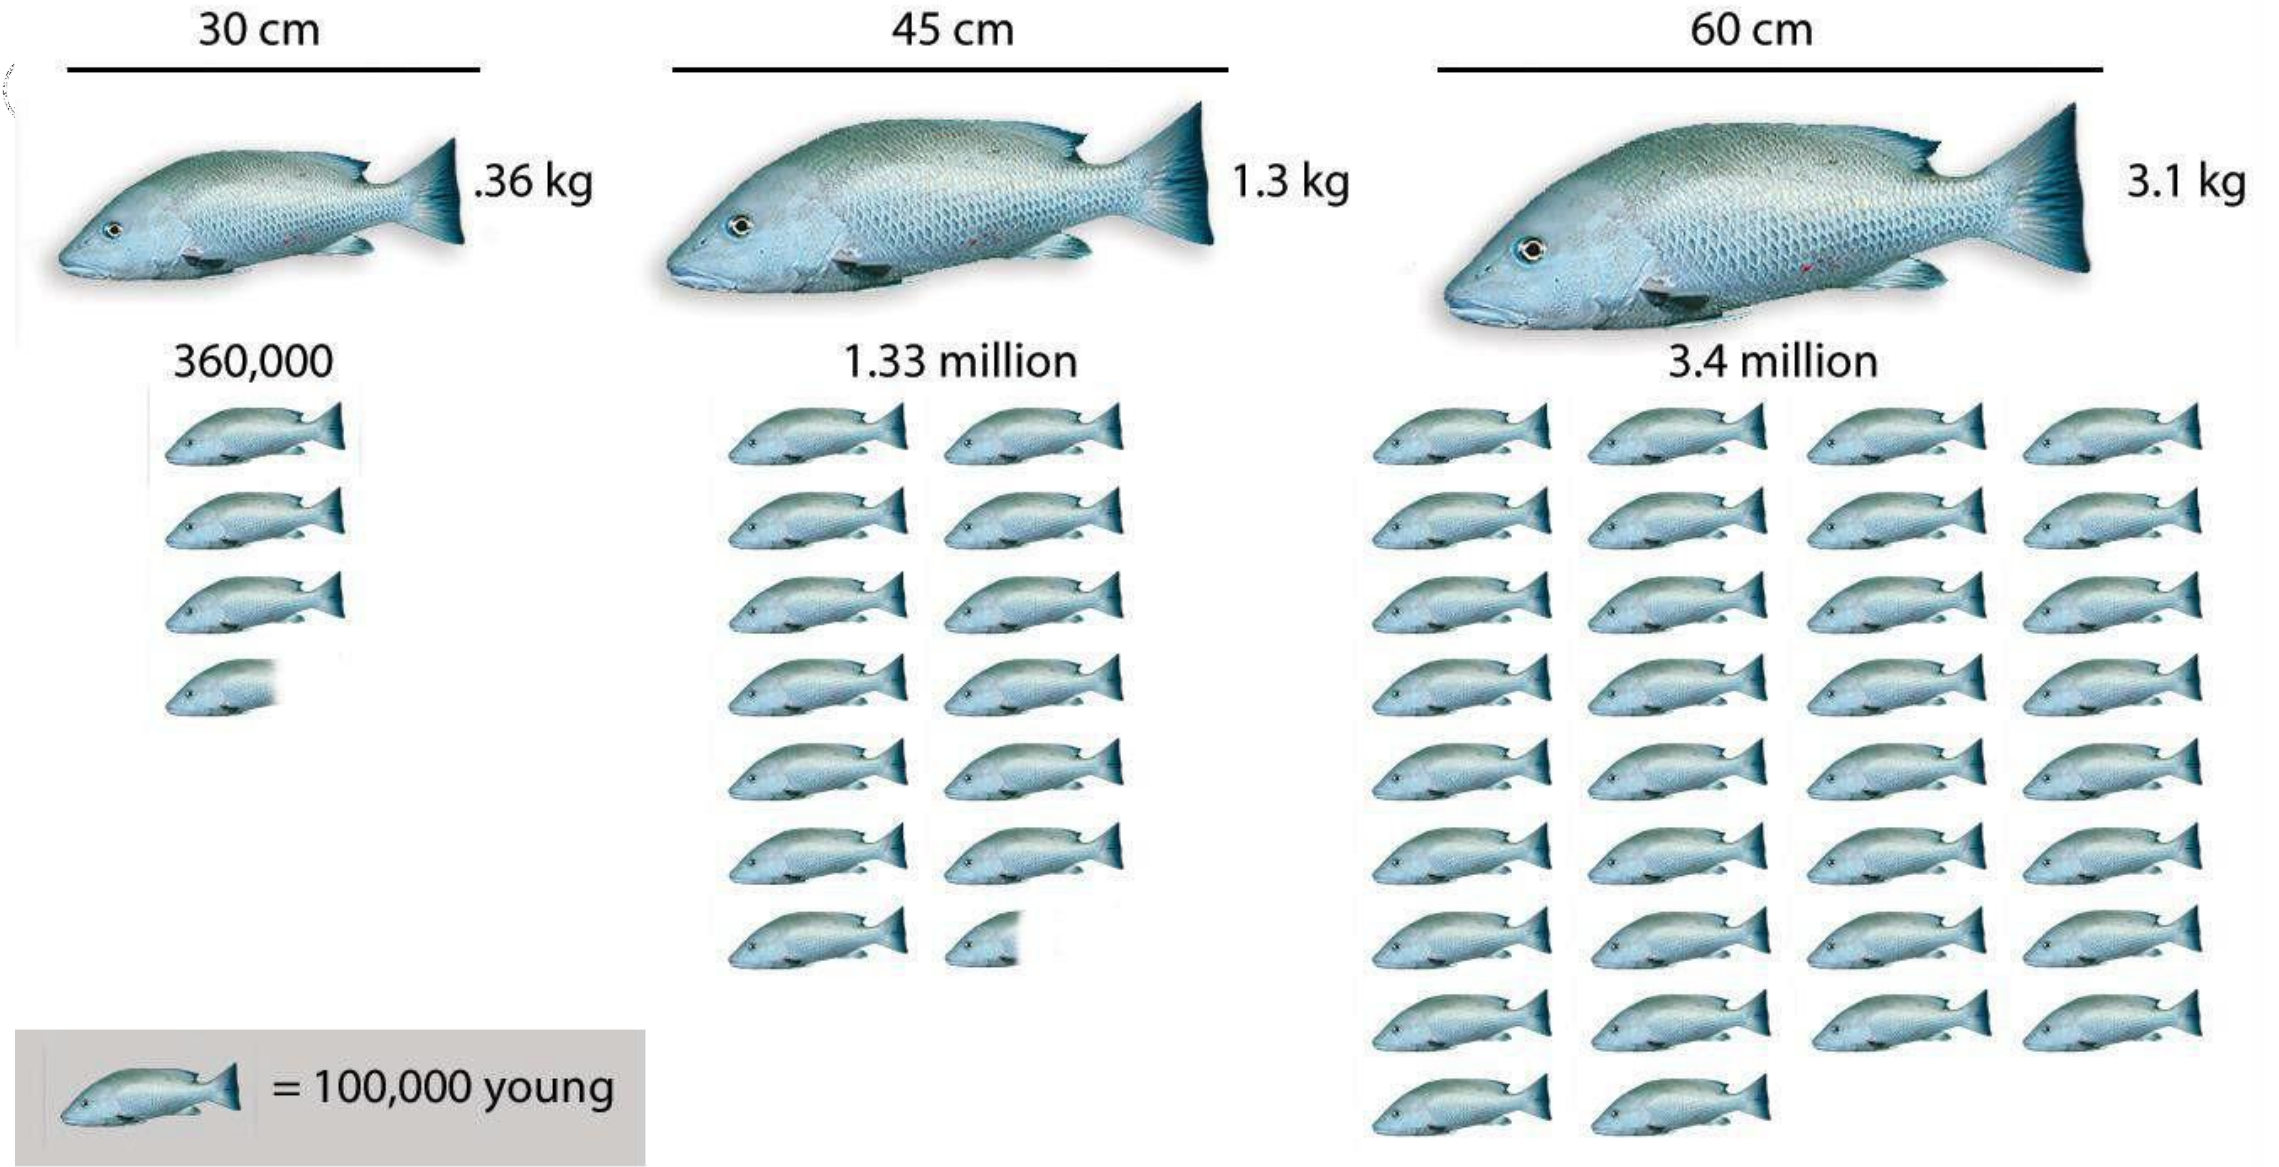 30 cm
45 cm
60 cm
.36 kg
1.3 kg
3.1 kg
360,000
1.33 million
3.4 million
= 100,000 young